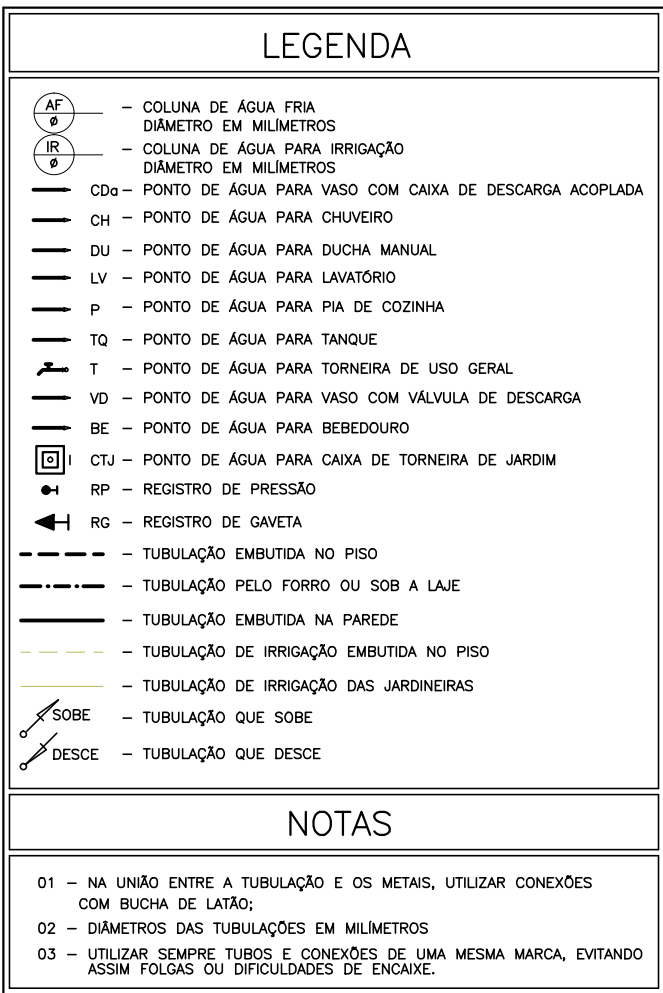 LEGENDA
AF
ø
– COLUNA DE ÁGUA FRIA
DIÂMETRO EM MILÍMETROS
IR
ø
– COLUNA DE ÁGUA PARA IRRIGAÇÃO
DIÂMETRO EM MILÍMETROS
CDa – PONTO DE ÁGUA PARA VASO COM CAIXA DE DESCARGA ACOPLADA
CH – PONTO DE ÁGUA PARA CHUVEIRO
DU – PONTO DE ÁGUA PARA DUCHA MANUAL
LV – PONTO DE ÁGUA PARA LAVATÓRIO
P – PONTO DE ÁGUA PARA PIA DE COZINHA
TQ – PONTO DE ÁGUA PARA TANQUE
T – PONTO DE ÁGUA PARA TORNEIRA DE USO GERAL
VD – PONTO DE ÁGUA PARA VASO COM VÁLVULA DE DESCARGA
BE – PONTO DE ÁGUA PARA BEBEDOURO
CTJ – PONTO DE ÁGUA PARA CAIXA DE TORNEIRA DE JARDIM
RP – REGISTRO DE PRESSÃO
RG – REGISTRO DE GAVETA
– TUBULAÇÃO EMBUTIDA NO PISO
– TUBULAÇÃO PELO FORRO OU SOB A LAJE
– TUBULAÇÃO EMBUTIDA NA PAREDE
– TUBULAÇÃO DE IRRIGAÇÃO EMBUTIDA NO PISO
– TUBULAÇÃO DE IRRIGAÇÃO DAS JARDINEIRAS
SOBE – TUBULAÇÃO QUE SOBE
DESCE – TUBULAÇÃO QUE DESCE
NOTAS
01 – NA UNIÃO ENTRE A TUBULAÇÃO E OS METAIS, UTILIZAR CONEXÕES
COM BUCHA DE LATÃO;
02 – DIÂMETROS DAS TUBULAÇÕES EM MILÍMETROS
03 – UTILIZAR SEMPRE TUBOS E CONEXÕES DE UMA MESMA MARCA, EVITANDO
ASSIM FOLGAS OU DIFICULDADES DE ENCAIXE.